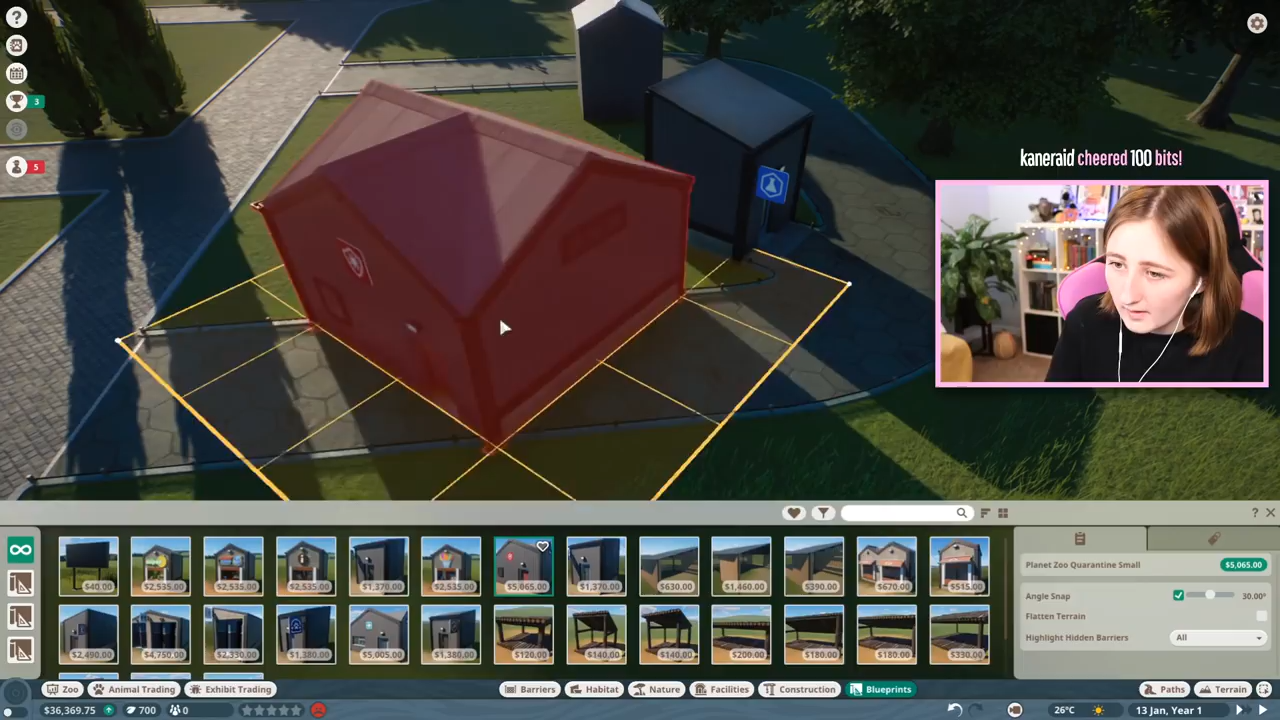 3
5
kaneraid cheered 100 bits!
$40.00 $2,535.00 $2,535.00 $2,535.00 $1,370.00 $2,535.00 $5,065.00 $1,370.00 $630.00 $1,460.00 $390.00 $670.00 $515.00
$2,490.00 $4,750.00 $2,330.00 $1,380.00 $5,005.00 $1,380.00 $120.00 $140.00 $140.00 $200.00 $180.00 $180.00 $330.00
Planet Zoo Quarantine Small $5,065.00
Angle Snap 30.00°
Flatten Terrain
Highlight Hidden Barriers All
Zoo Animal Trading Exhibit Trading Barriers Habitat Nature Facilities Construction Blueprints Paths Terrain
$36,369.75 700 0 26°C 13 Jan, Year 1